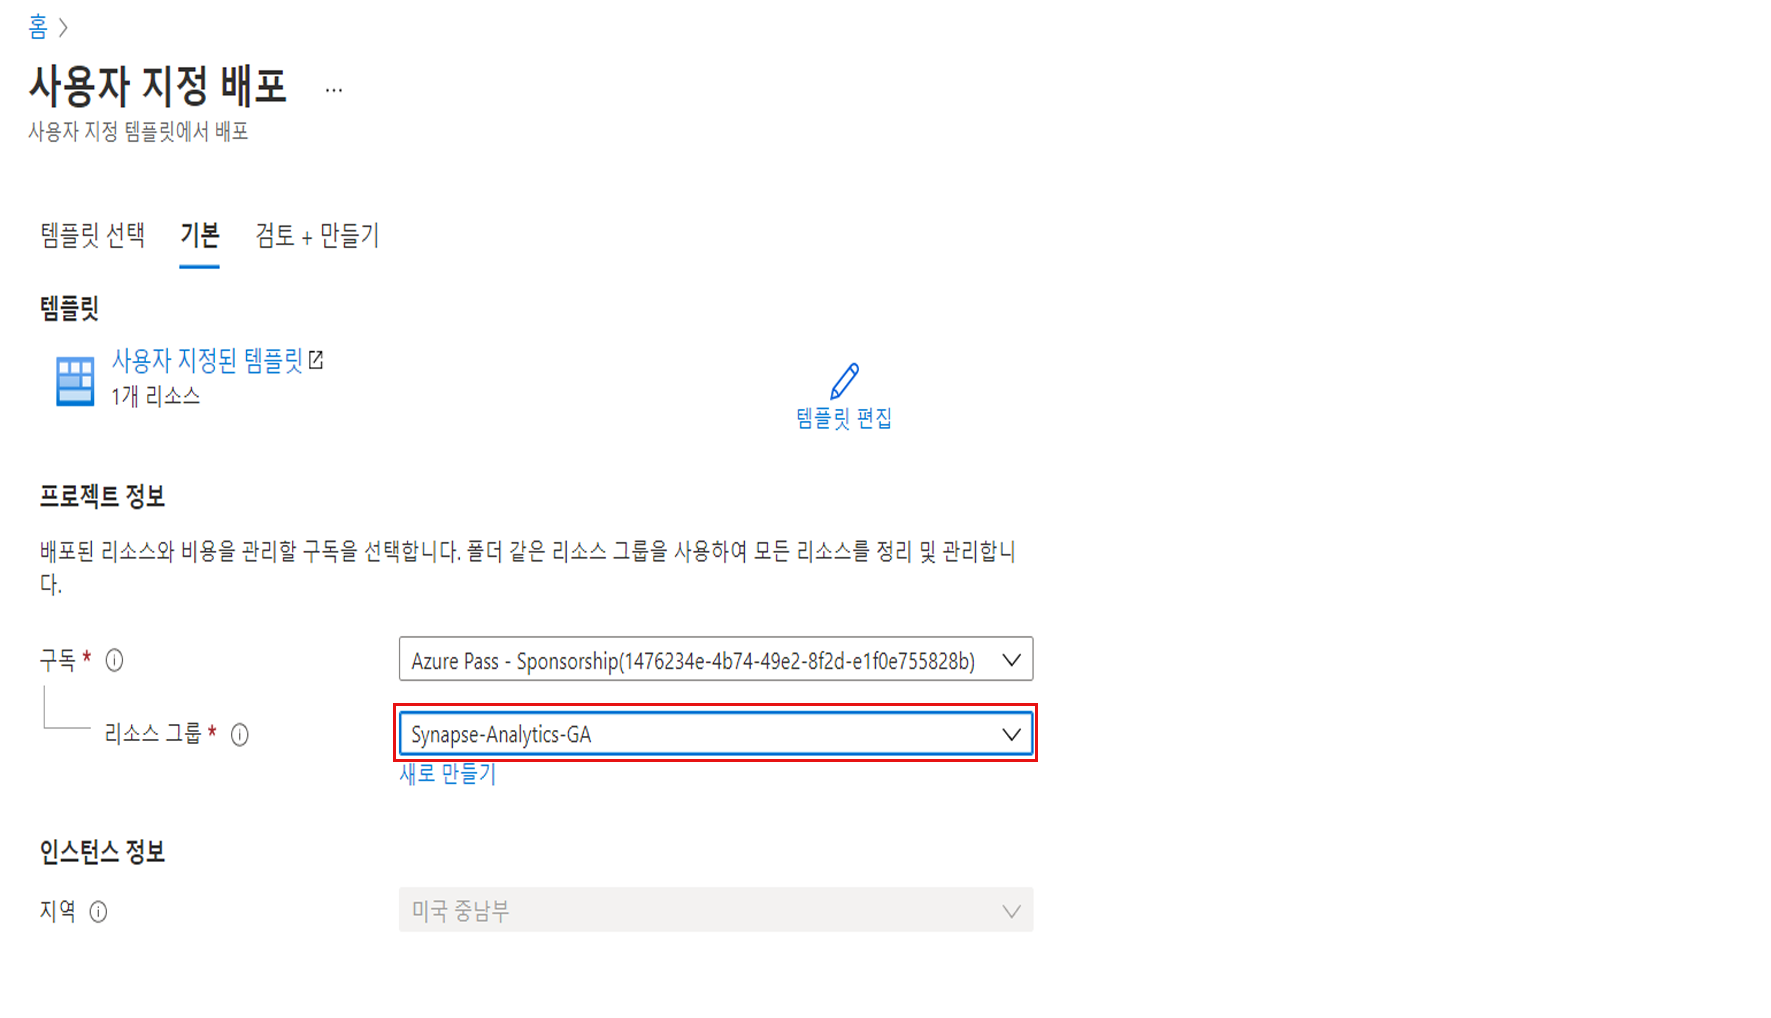 홈
사용자 지정 배포 ...
사용자 지정 템플릿에서 배포
템플릿 선택 기본 검토 + 만들기
템플릿
사용자 지정된 템플릿
1개 리소스
템플릿 편집
프로젝트 정보
배포된 리소스와 비용을 관리할 구독을 선택합니다. 폴더 같은 리소스 그룹을 사용하여 모든 리소스를 정리 및 관리합니
다.
구독 * Azure Pass - Sponsorship(1476234e-4b74-49e2-8f2d-e1f0e755828b)
리소스 그룹 * Synapse-Analytics-GA
새로 만들기
인스턴스 정보
지역 미국 중남부